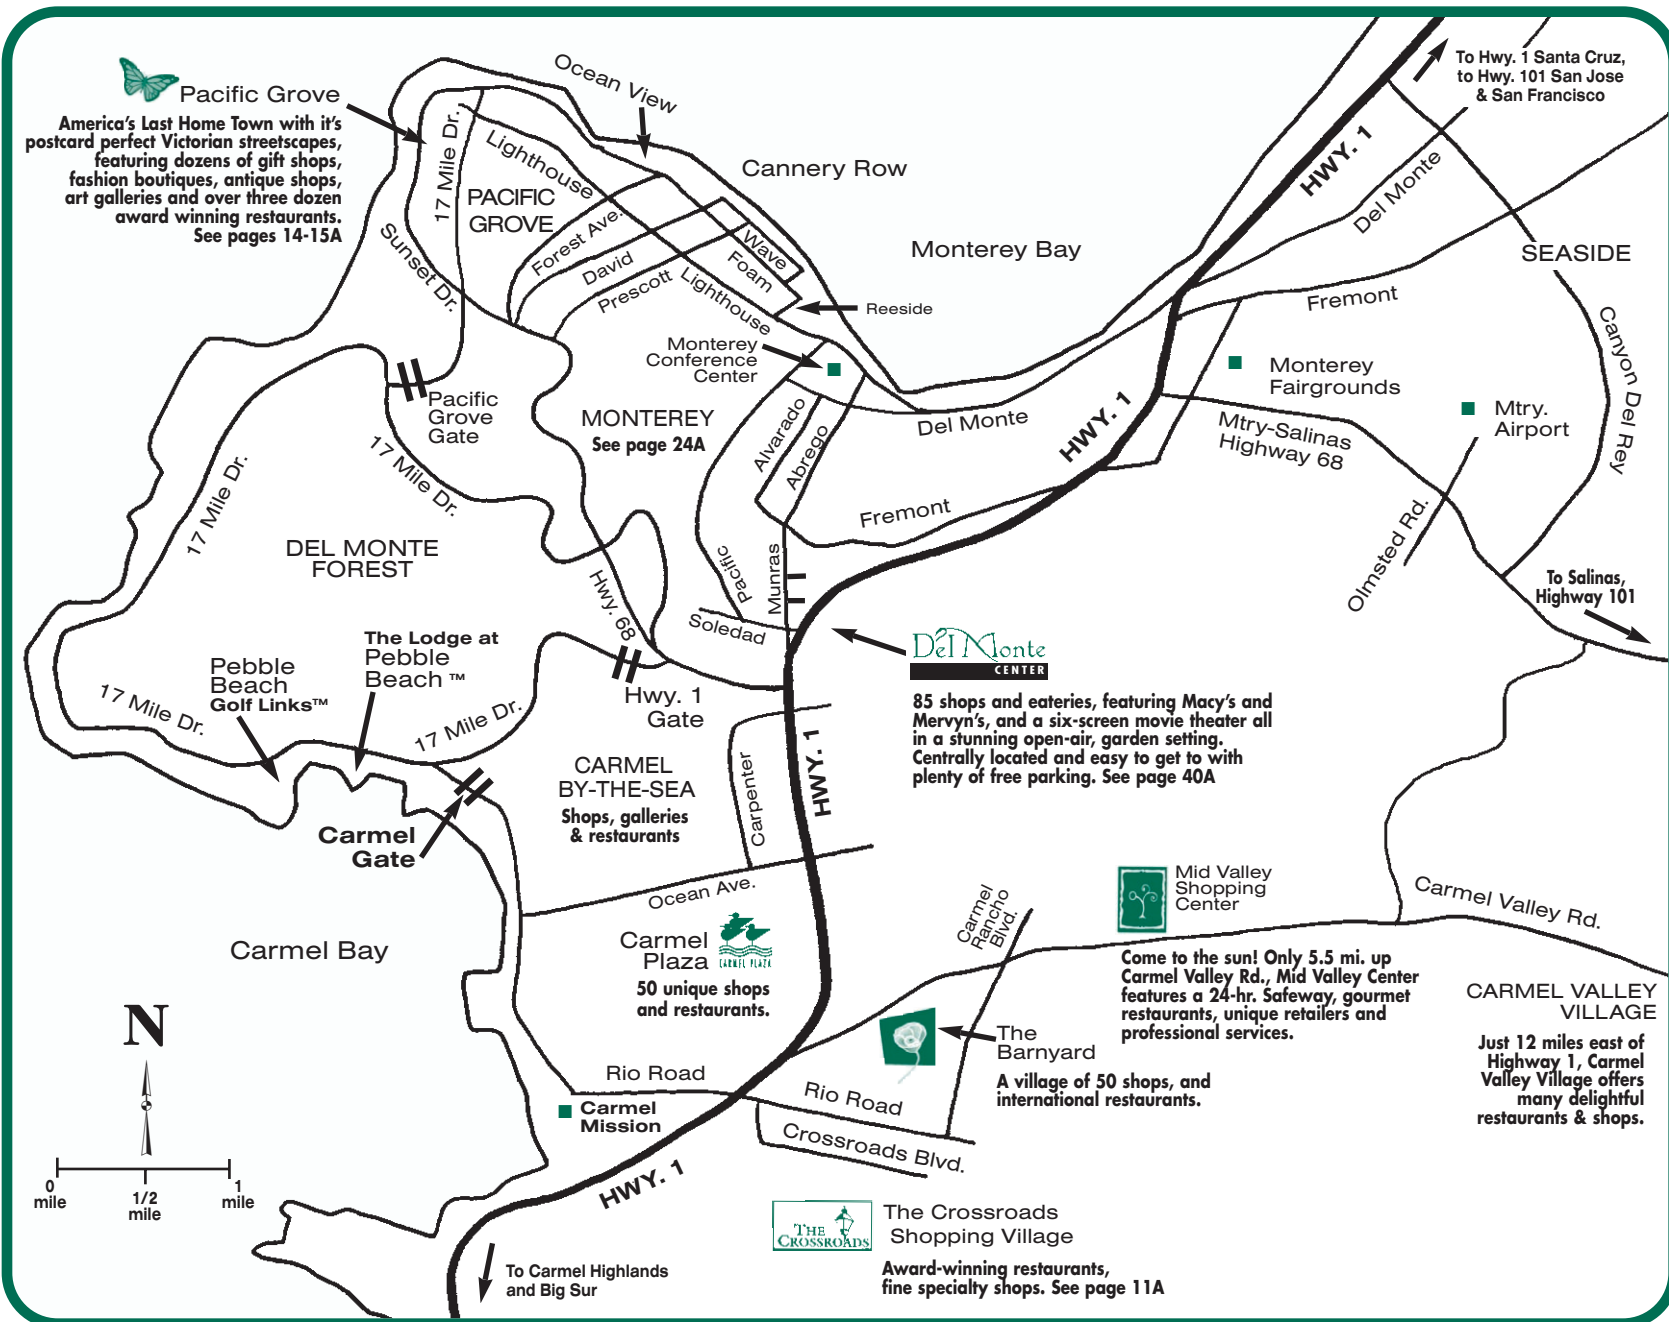 Pacific Grove
America's Last Home Town with it's
postcard perfect Victorian streetscapes,
featuring dozens of gift shops,
fashion boutiques, antique shops,
art galleries and over three dozen
award winning restaurants.
See pages 14-15A
Ocean View
Cannery Row
Monterey Bay
To Hwy. 1 Santa Cruz,
to Hwy. 101 San Jose
& San Francisco
HWY. 1
Del Monte
SEASIDE
Fremont
Canyon Del Rey
17 Mile Dr.
Lighthouse
PACIFIC
GROVE
Sunset Dr.
Forest Ave.
David
Prescott
Lighthouse
Wave
Foam
Reeside
Monterey
Conference
Center
Monterey
Fairgrounds
Mtry.
Airport
Pacific
Grove
Gate
MONTEREY
See page 24A
Alvarado
Abrego
Del Monte
HWY. 1
Mtry-Salinas
Highway 68
17 Mile Dr.
17 Mile Dr.
Fremont
Olmsted Rd.
DEL MONTE
FOREST
Hwy. 68
Pacific
Munras
Soledad
To Salinas,
Highway 101
Del Monte
CENTER
85 shops and eateries, featuring Macy's and
Mervyn's, and a six-screen movie theater all
in a stunning open-air, garden setting.
Centrally located and easy to get to with
plenty of free parking. See page 40A
The Lodge at
Pebble
Beach ™
Pebble
Beach
Golf Links™
17 Mile Dr.
17 Mile Dr.
Hwy. 1
Gate
CARMEL
BY-THE-SEA
Shops, galleries
& restaurants
Carpenter
HWY. 1
Carmel
Gate
Ocean Ave.
Carmel
Plaza
CARMEL PLAZA
50 unique shops
and restaurants.
Carmel Bay
Carmel
Rancho
Blvd.
Mid Valley
Shopping
Center
Come to the sun! Only 5.5 mi. up
Carmel Valley Rd., Mid Valley Center
features a 24-hr. Safeway, gourmet
restaurants, unique retailers and
professional services.
Carmel Valley Rd.
CARMEL VALLEY
VILLAGE
Just 12 miles east of
Highway 1, Carmel
Valley Village offers
many delightful
restaurants & shops.
The
Barnyard
A village of 50 shops, and
international restaurants.
N
Rio Road
Rio Road
Carmel
Mission
Crossroads Blvd.
HWY. 1
0
mile
1/2
mile
1
mile
THE
CROSSROADS
The Crossroads
Shopping Village
Award-winning restaurants,
fine specialty shops. See page 11A
To Carmel Highlands
and Big Sur